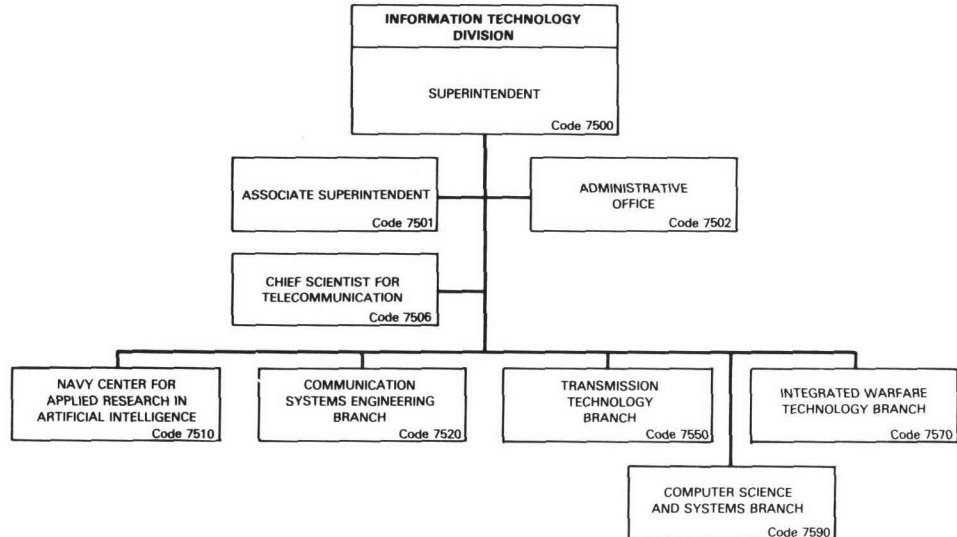 INFORMATION TECHNOLOGY
DIVISION
SUPERINTENDENT
Code 7500
ASSOCIATE SUPERINTENDENT
Code 7501
ADMINISTRATIVE
OFFICE
Code 7502
CHIEF SCIENTIST FOR
TELECOMMUNICATION
Code 7506
NAVY CENTER FOR
APPLIED RESEARCH IN
ARTIFICIAL INTELLIGENCE
Code 7510
COMMUNICATION
SYSTEMS ENGINEERING
BRANCH
Code 7520
TRANSMISSION
TECHNOLOGY
BRANCH
Code 7550
INTEGRATED WARFARE
TECHNOLOGY BRANCH
Code 7570
COMPUTER SCIENCE
AND SYSTEMS BRANCH
Code 7590